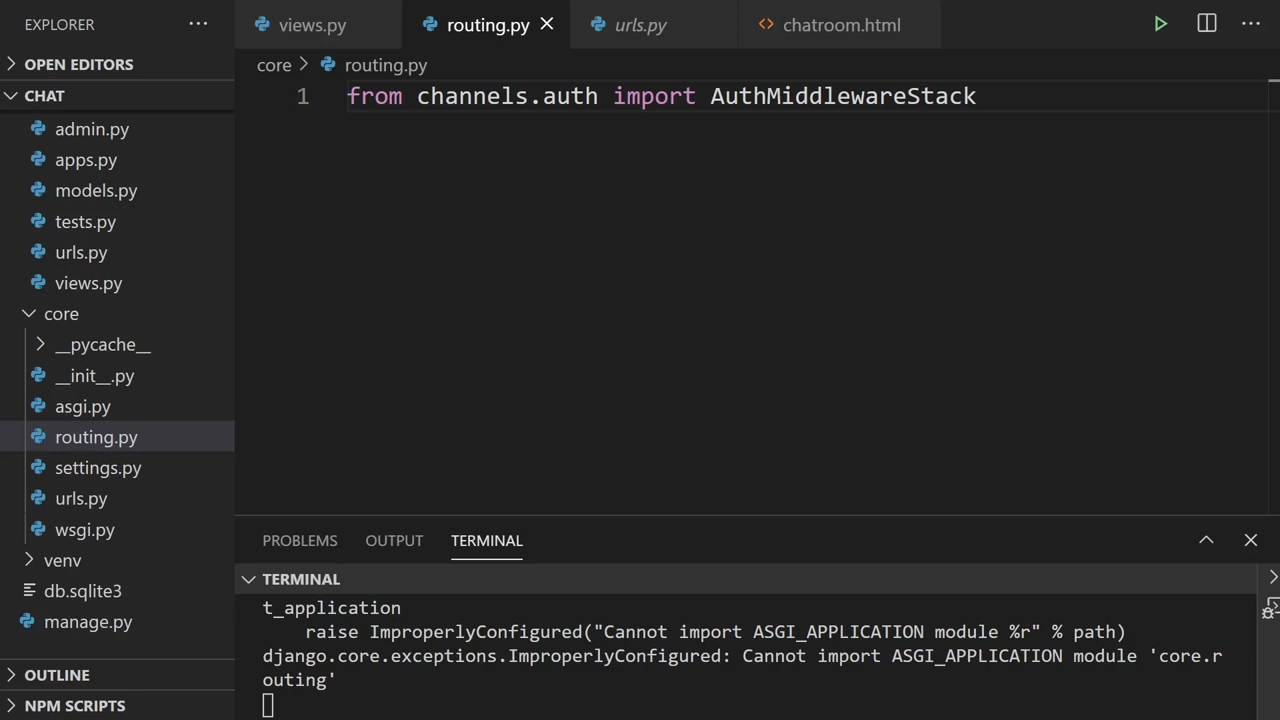 EXPLORER
views.py
routing.py
urls.py
chatroom.html
OPEN EDITORS
core
routing.py
CHAT
1 from channels.auth import AuthMiddlewareStack
admin.py
apps.py
models.py
tests.py
urls.py
views.py
core
__pycache__
__init__.py
asgi.py
routing.py
settings.py
urls.py
wsgi.py
venv
db.sqlite3
manage.py
OUTLINE
NPM SCRIPTS
PROBLEMS OUTPUT TERMINAL
TERMINAL
t_application
raise ImproperlyConfigured("Cannot import ASGI_APPLICATION module %r" % path)
django.core.exceptions.ImproperlyConfigured: Cannot import ASGI_APPLICATION module 'core.r
outing'